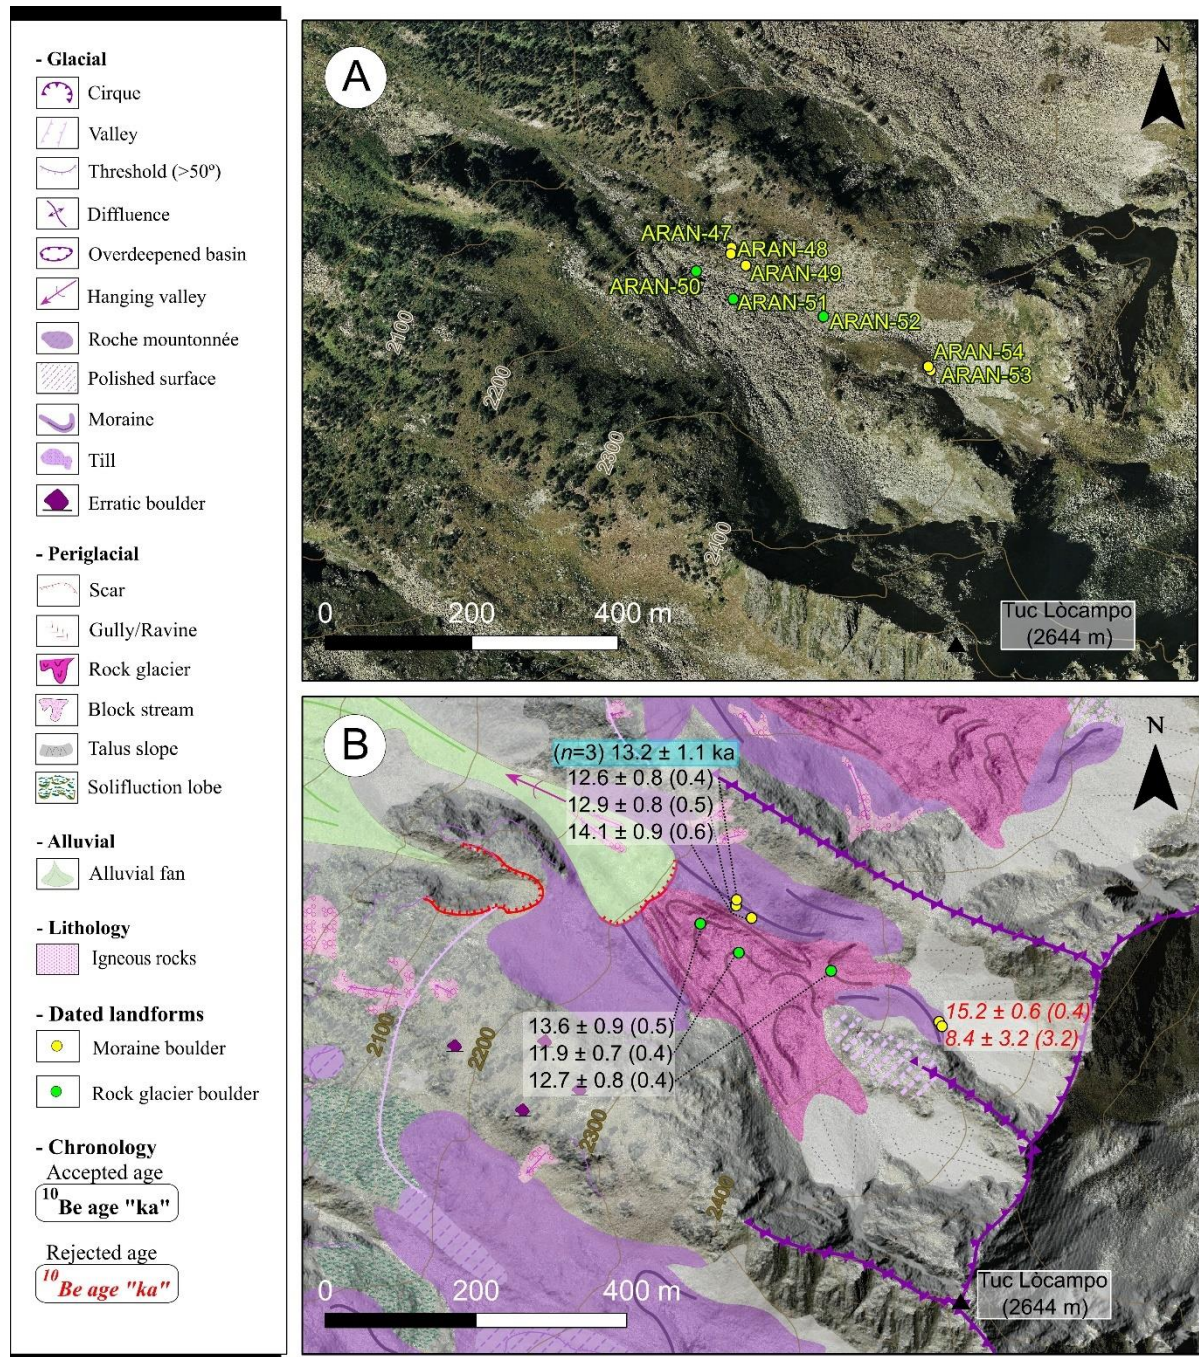 - Glacial
Cirque
Valley
Threshold (>50º)
Diffluence
Overdeepened basin
Hanging valley
Roche mountonnée
Polished surface
Moraine
Till
Erratic boulder
- Periglacial
Scar
Gully/Ravine
Rock glacier
Block stream
Talus slope
Solifluction lobe
- Alluvial
Alluvial fan
- Lithology
Igneous rocks
- Dated landforms
Moraine boulder
Rock glacier boulder
- Chronology
Accepted age
10Be age "ka"
Rejected age
10Be age "ka"
A
N
ARAN-47
ARAN-48
ARAN-49
ARAN-50
ARAN-51
ARAN-52
ARAN-54
ARAN-53
2100
2200
2300
2400
0 200 400 m
Tuc Lòcampo
(2644 m)
B
N
(n=3) 13.2 ± 1.1 ka
12.6 ± 0.8 (0.4)
12.9 ± 0.8 (0.5)
14.1 ± 0.9 (0.6)
15.2 ± 0.6 (0.4)
8.4 ± 3.2 (3.2)
13.6 ± 0.9 (0.5)
11.9 ± 0.7 (0.4)
12.7 ± 0.8 (0.4)
2100
2200
2300
2400
0 200 400 m
Tuc Lòcampo
(2644 m)